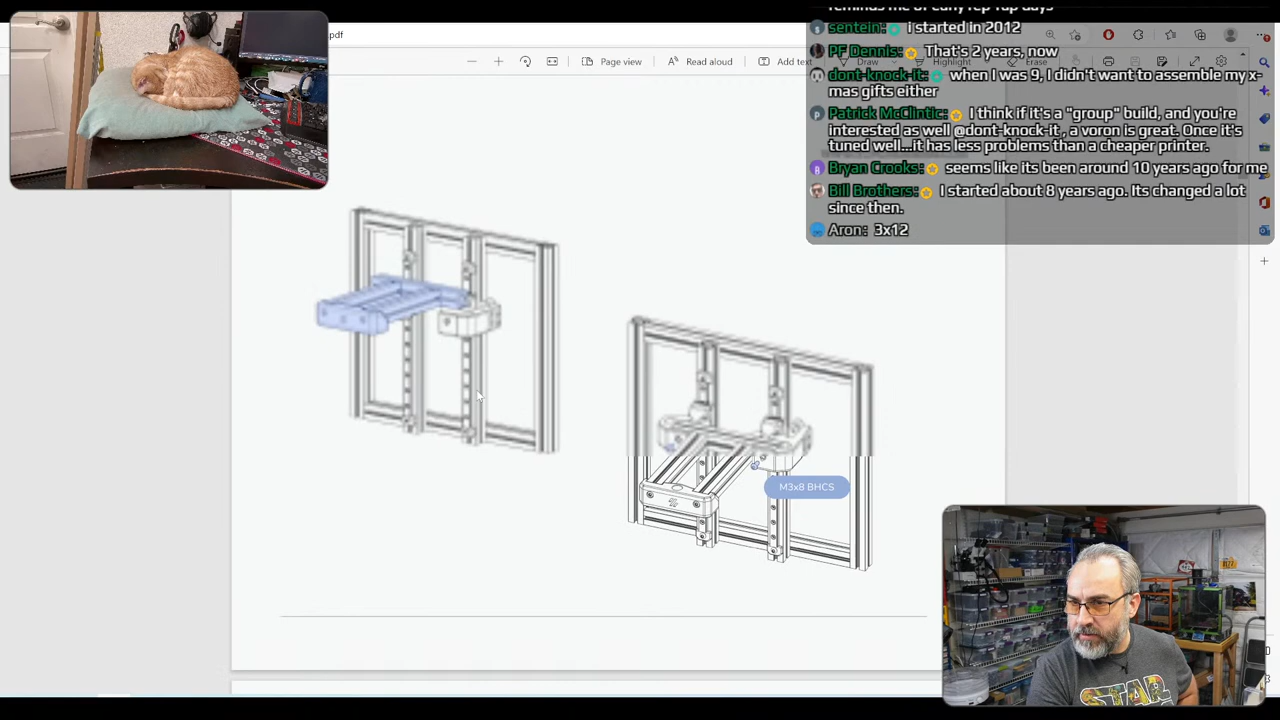 reminds me of early rep rap days
sentein: i started in 2012
.pdf
PF Dennis: That's 2 years, now
Page view
Read aloud
Add text
Draw
Highlight
Erase
dont-knock-it: when I was 9, I didn't want to assemble my x-
mas gifts either
Patrick McClintic: I think if it's a "group" build, and you're
interested as well @dont-knock-it , a voron is great. Once it's
tuned well...it has less problems than a cheaper printer.
Bryan Crooks: seems like its been around 10 years ago for me
Bill Brothers: I started about 8 years ago. Its changed a lot
since then.
Aron: 3x12
M3x8 BHCS
STAR